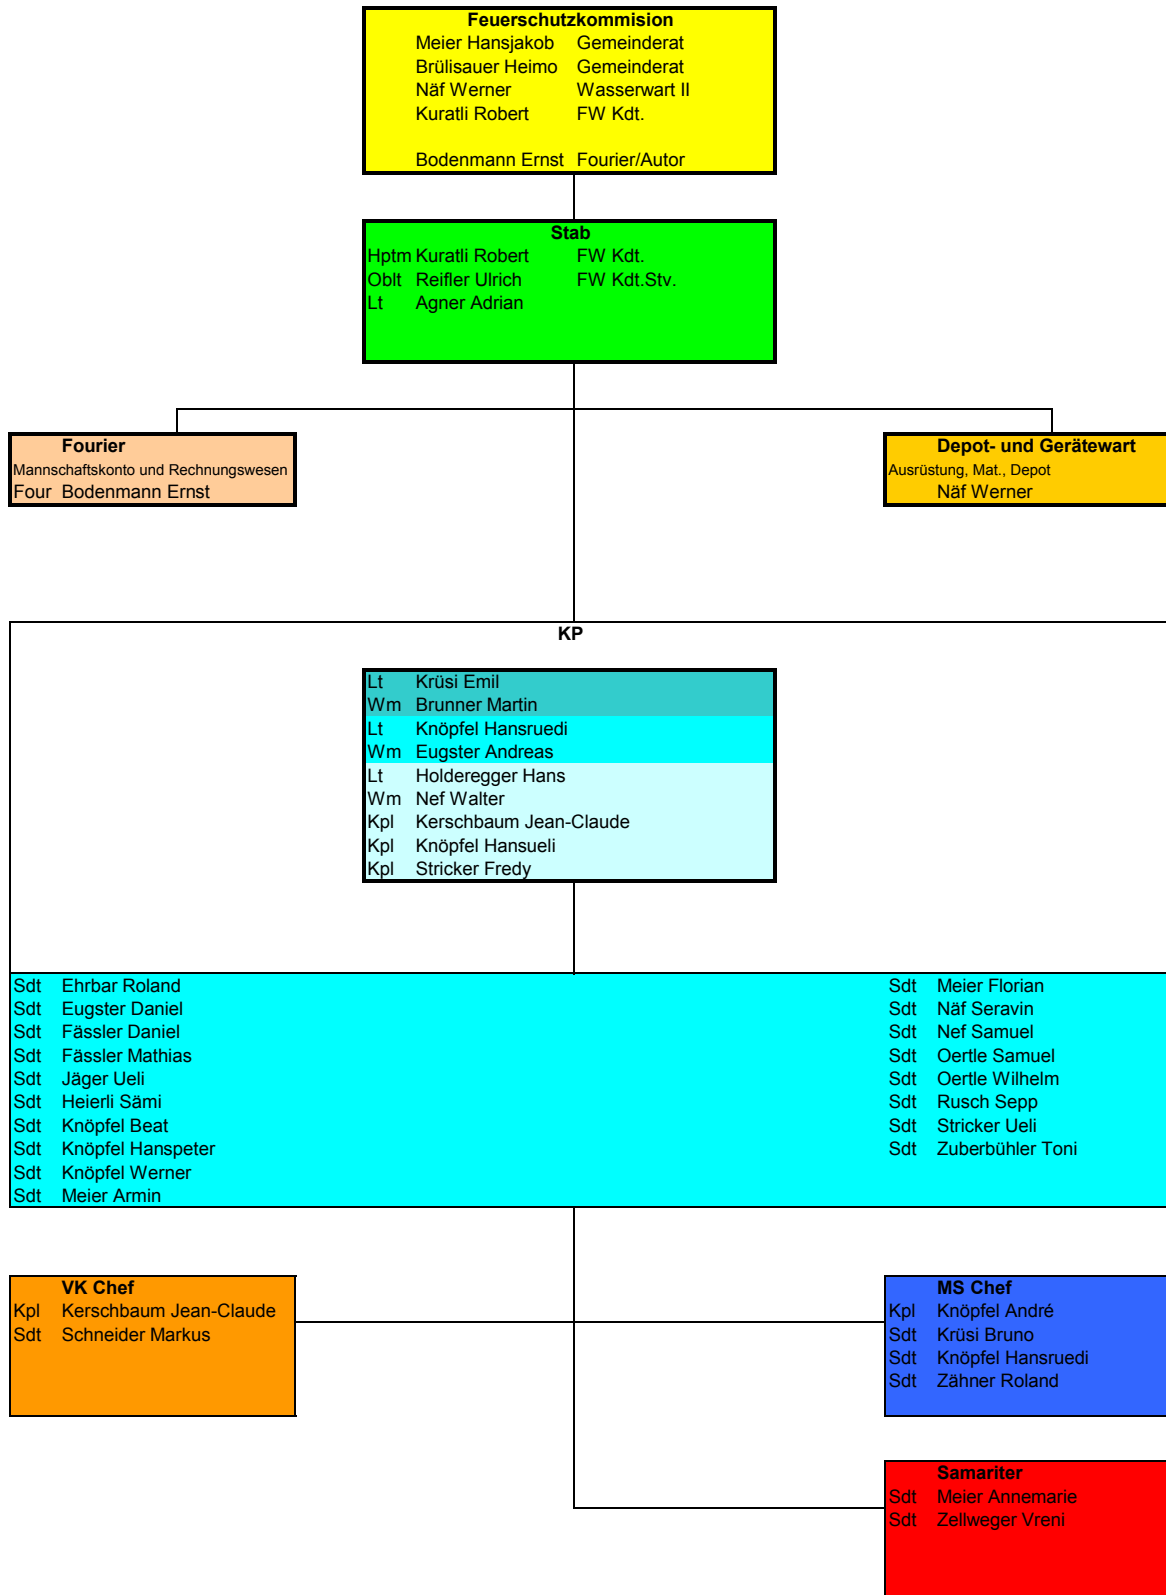 Feuerschutzkommision
Meier Hansjakob Gemeinderat
Brülisauer Heimo Gemeinderat
Näf Werner Wasserwart II
Kuratli Robert FW Kdt.
Bodenmann Ernst Fourier/Autor
Stab
Hptm Kuratli Robert FW Kdt.
Oblt Reifler Ulrich FW Kdt.Stv.
Lt Agner Adrian
Fourier
Mannschaftskonto und Rechnungswesen
Four Bodenmann Ernst
Depot- und Gerätewart
Ausrüstung, Mat., Depot
Näf Werner
KP
Lt Krüsi Emil
Wm Brunner Martin
Lt Knöpfel Hansruedi
Wm Eugster Andreas
Lt Holderegger Hans
Wm Nef Walter
Kpl Kerschbaum Jean-Claude
Kpl Knöpfel Hansueli
Kpl Stricker Fredy
Sdt Ehrbar Roland
Sdt Eugster Daniel
Sdt Fässler Daniel
Sdt Fässler Mathias
Sdt Jäger Ueli
Sdt Heierli Sämi
Sdt Knöpfel Beat
Sdt Knöpfel Hanspeter
Sdt Knöpfel Werner
Sdt Meier Armin
Sdt Meier Florian
Sdt Näf Seravin
Sdt Nef Samuel
Sdt Oertle Samuel
Sdt Oertle Wilhelm
Sdt Rusch Sepp
Sdt Stricker Ueli
Sdt Zuberbühler Toni
VK Chef
Kpl Kerschbaum Jean-Claude
Sdt Schneider Markus
MS Chef
Kpl Knöpfel André
Sdt Krüsi Bruno
Sdt Knöpfel Hansruedi
Sdt Zähner Roland
Samariter
Sdt Meier Annemarie
Sdt Zellweger Vreni